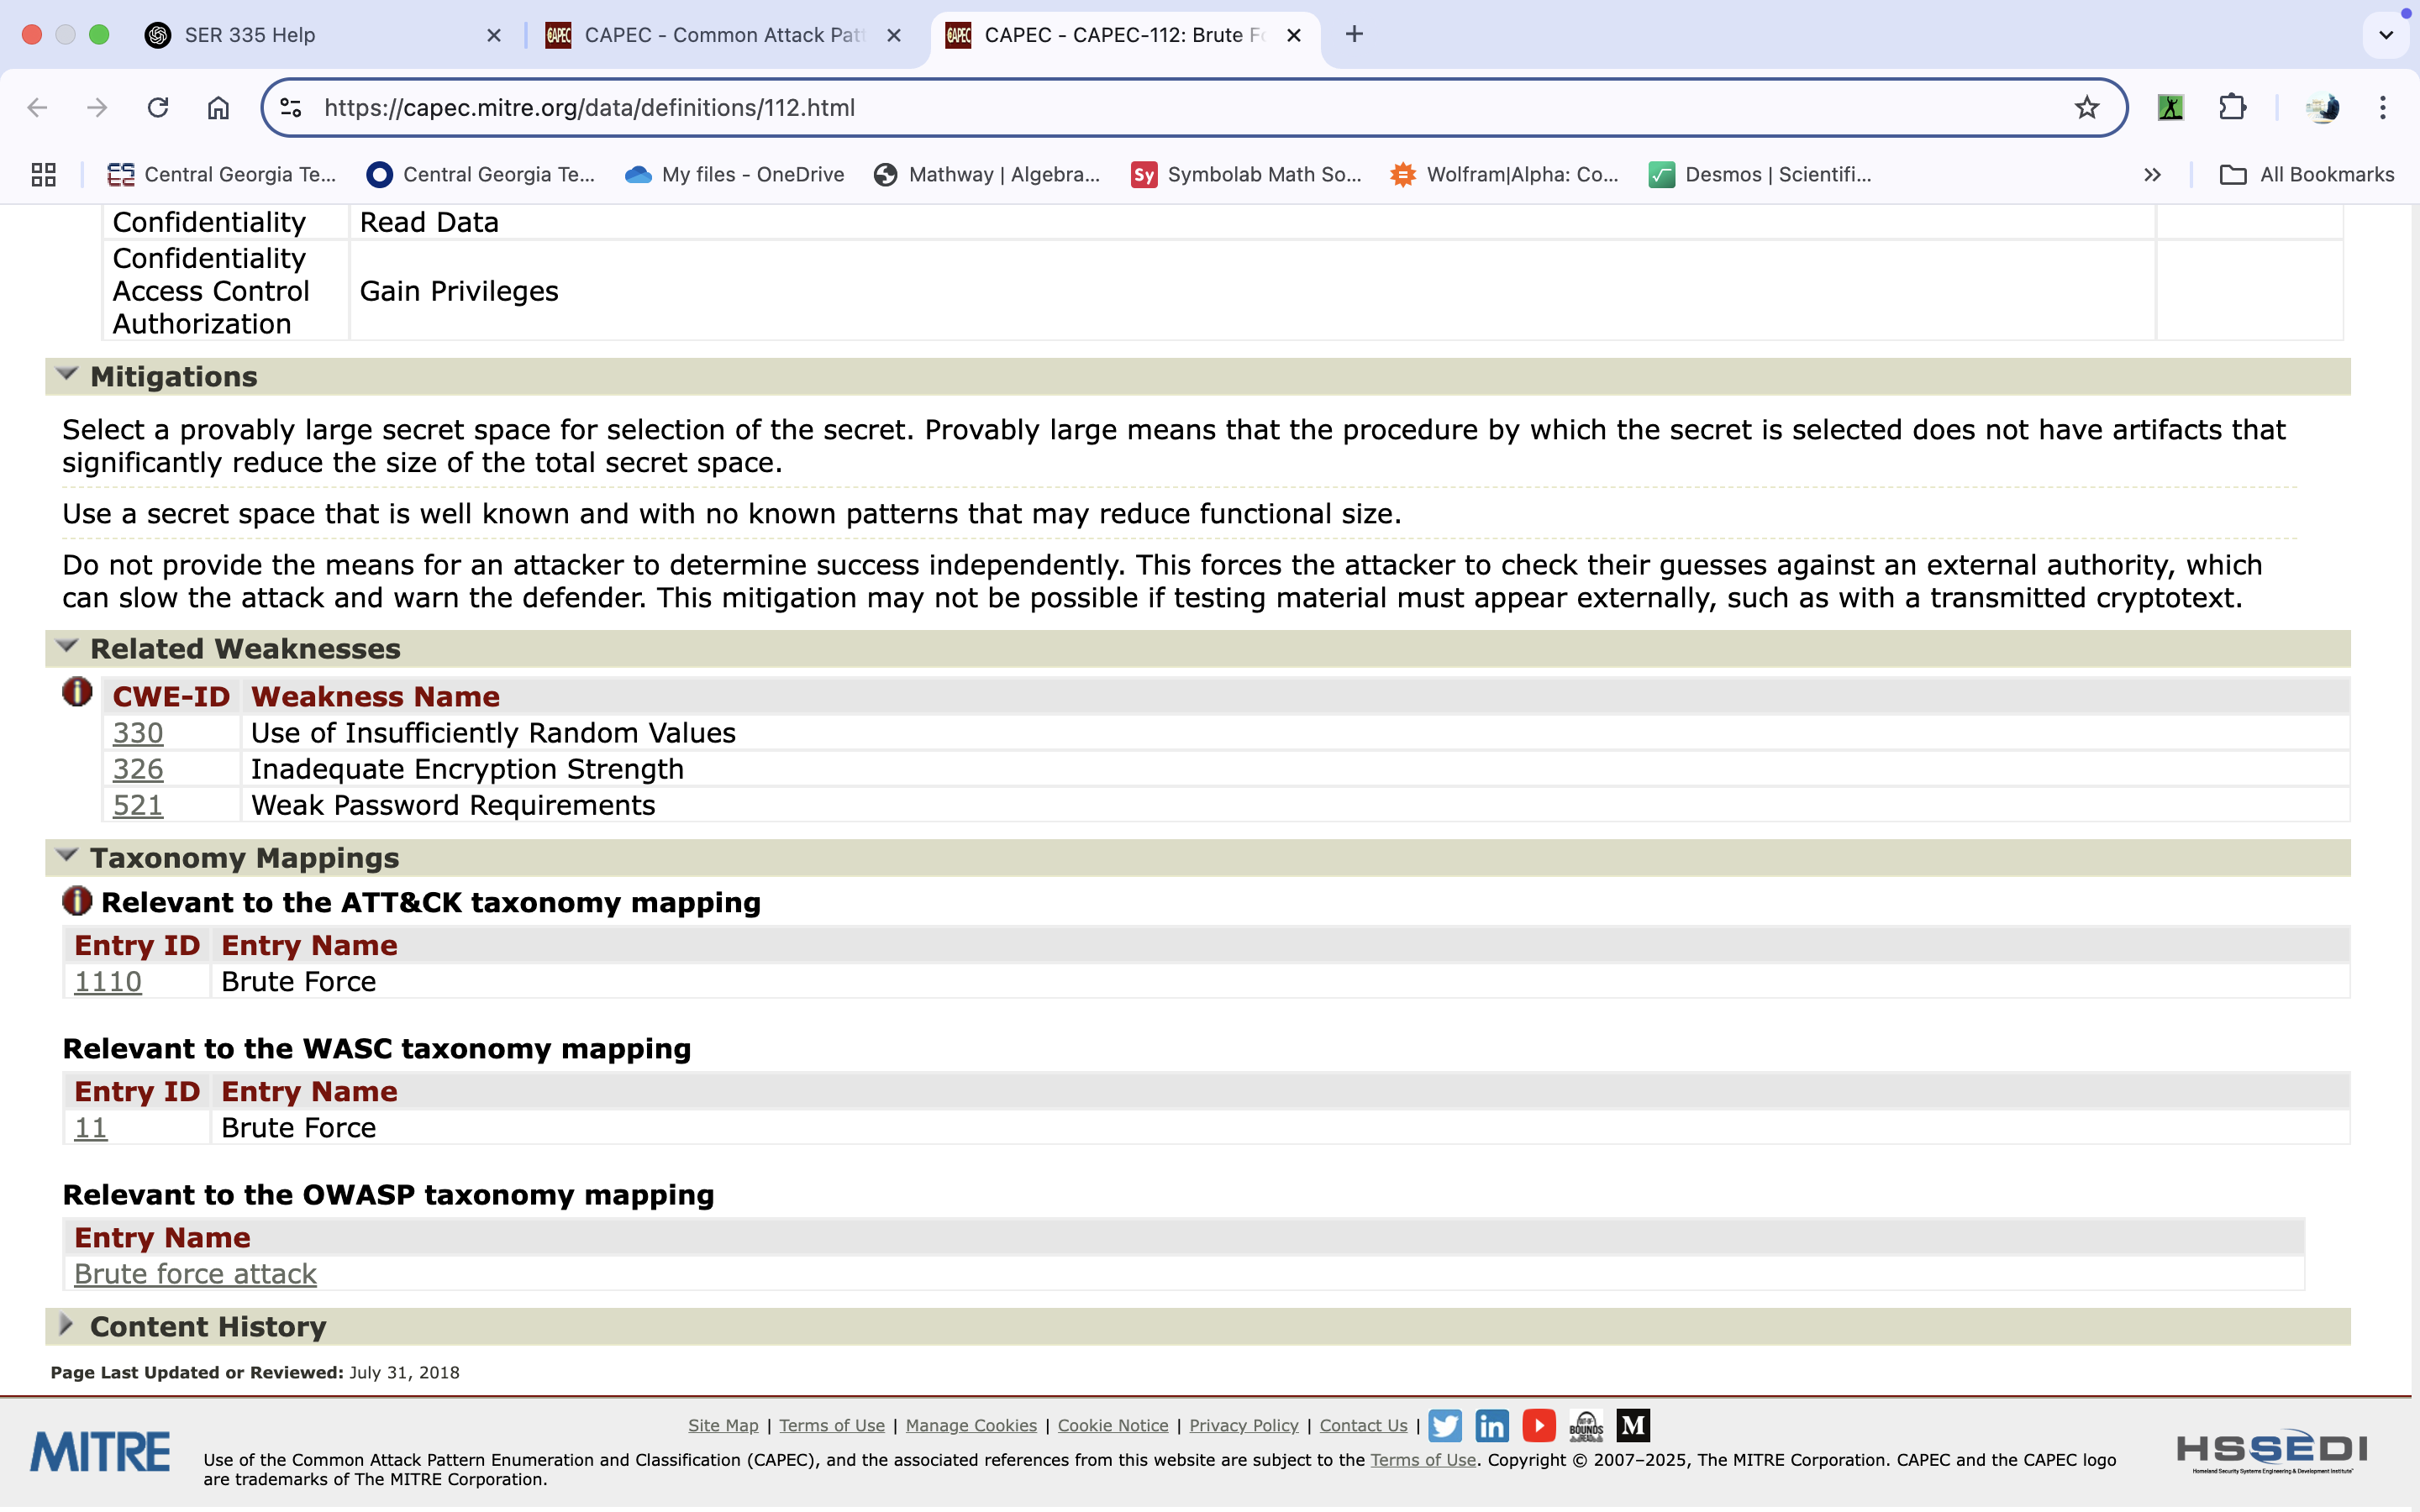 SER 335 Help
CAPEC - Common Attack Patt
CAPEC - CAPEC-112: Brute Fo
https://capec.mitre.org/data/definitions/112.html
Central Georgia Te...
Central Georgia Te...
My files - OneDrive
Mathway | Algebra...
Sy Symbolab Math So...
Wolfram|Alpha: Co...
Desmos | Scientifi...
All Bookmarks
Confidentiality Read Data
Confidentiality
Access Control
Authorization
Gain Privileges
Mitigations
Select a provably large secret space for selection of the secret. Provably large means that the procedure by which the secret is selected does not have artifacts that
significantly reduce the size of the total secret space.
Use a secret space that is well known and with no known patterns that may reduce functional size.
Do not provide the means for an attacker to determine success independently. This forces the attacker to check their guesses against an external authority, which
can slow the attack and warn the defender. This mitigation may not be possible if testing material must appear externally, such as with a transmitted cryptotext.
Related Weaknesses
CWE-ID Weakness Name
330 Use of Insufficiently Random Values
326 Inadequate Encryption Strength
521 Weak Password Requirements
Taxonomy Mappings
Relevant to the ATT&CK taxonomy mapping
Entry ID Entry Name
1110 Brute Force
Relevant to the WASC taxonomy mapping
Entry ID Entry Name
11 Brute Force
Relevant to the OWASP taxonomy mapping
Entry Name
Brute force attack
Content History
Page Last Updated or Reviewed: July 31, 2018
Site Map | Terms of Use | Manage Cookies | Cookie Notice | Privacy Policy | Contact Us |
MITRE
Use of the Common Attack Pattern Enumeration and Classification (CAPEC), and the associated references from this website are subject to the Terms of Use. Copyright © 2007–2025, The MITRE Corporation. CAPEC and the CAPEC logo
are trademarks of The MITRE Corporation.
HSSEDI
Homeland Security Systems Engineering & Development Institute